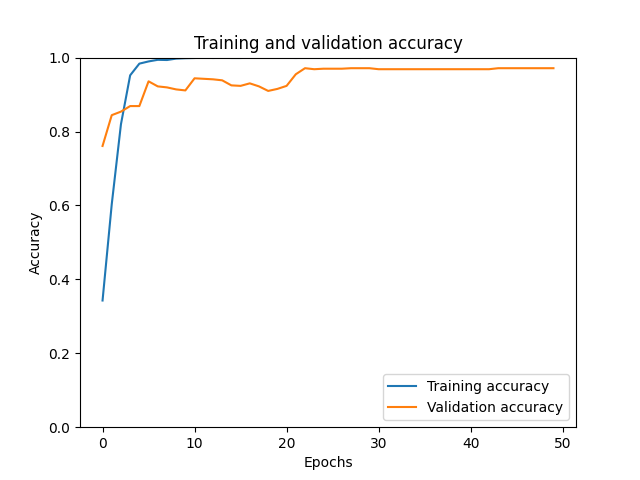 Training and validation accuracy
1.0
0.8
0.6
0.4
0.2
0.0
Accuracy
0 10 20 30 40 50
Epochs
Training accuracy
Validation accuracy